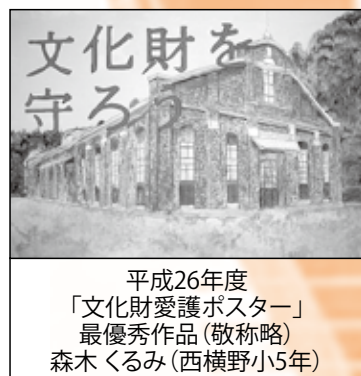 文化財を
守ろう
平成26年度
「文化財愛護ポスター」
最優秀作品（敬称略）
森木 くるみ（西横野小5年）